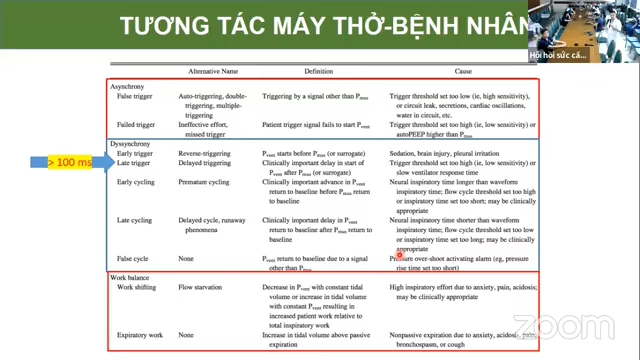 TƯƠNG TÁC MÁY THỞ-BỆNH NHÂN
Hồi hồi sức cấ...
Alternative Name Definition Cause
Asynchrony
False trigger Auto-triggering, double- Triggering by a signal other than Pmus Trigger threshold set too low (ie, high sensitivity),
triggering, multiple- or circuit leak, secretions, cardiac oscillations,
triggering water in circuit, etc.
Failed trigger Ineffective effort, Patient trigger signal fails to start Pvent Trigger threshold set too high (ie, low sensitivity) or
missed trigger autoPEEP higher than Pmus
Dyssynchrony
Early trigger Reverse-triggering Pvent starts before Pmus (or surrogate) Sedation, brain injury, pleural irritation
> 100 ms
Late trigger Delayed triggering Clinically important delay in start of Trigger threshold set too high (ie, low sensitivity) or
Pvent after Pmus (or surrogate) slow ventilator response time
Early cycling Premature cycling Clinically important advance in Pvent Neural inspiratory time longer than waveform
return to baseline before Pmus return inspiratory time; flow cycle threshold set too high
to baseline or inspiratory time set too short; may be clinically
appropriate
Late cycling Delayed cycle, runaway Clinically important delay in Pvent Neural inspiratory time shorter than waveform
phenomena return to baseline after Pmus return to inspiratory time; flow cycle threshold set too low
baseline or inspiratory time set too long; may be clinically
appropriate
False cycle None Pvent return to baseline due to a signal Pressure over-shoot activating alarm (eg, pressure
other than Pmus rise time set too short)
Work balance
Work shifting Flow starvation Decrease in Pvent with constant tidal High inspiratory effort due to anxiety, pain, acidosis;
volume or increase in tidal volume may be clinically appropriate
with constant Pvent resulting in
increased patient work relative to
total inspiratory work
Expiratory work None Increase in tidal volume above passive Nonpassive expiration due to anxiety, acidosis, pain,
expiration bronchospasm, or cough
zoom